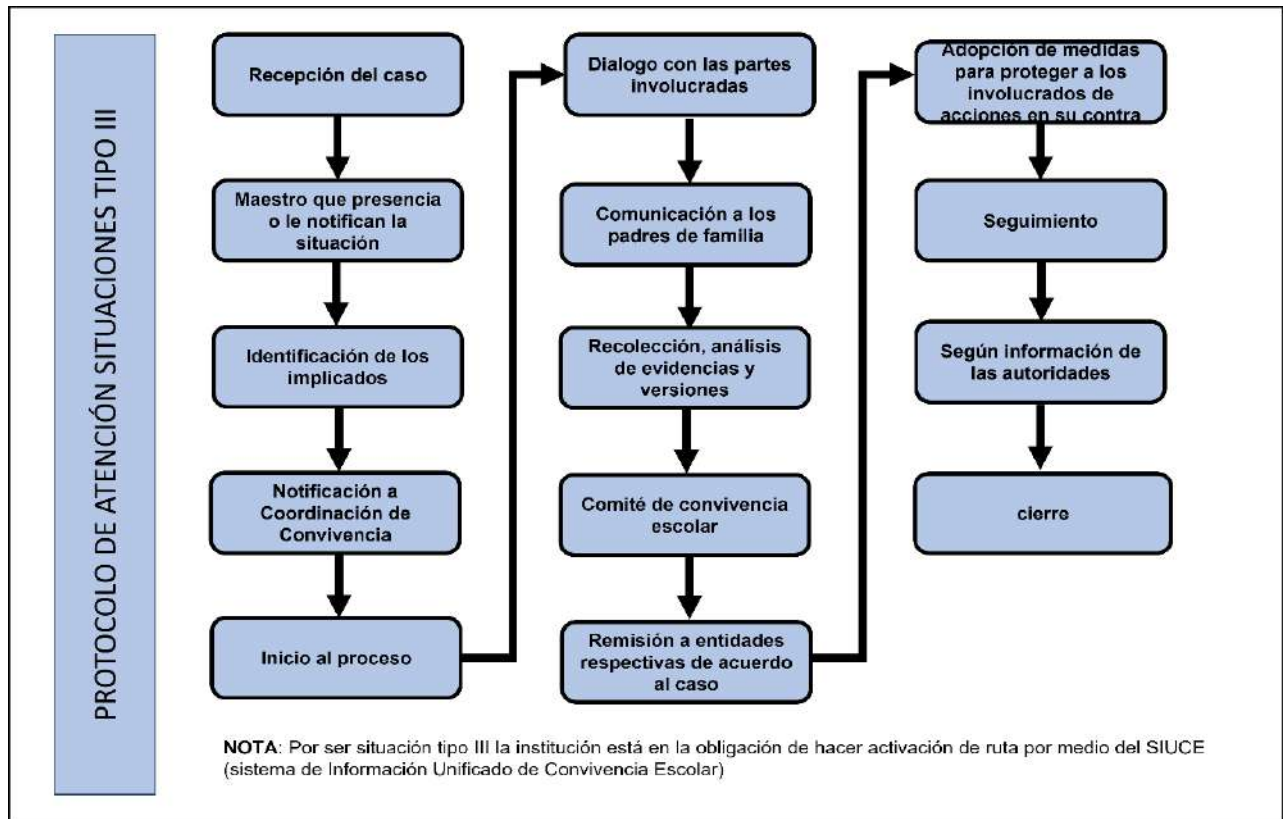 PROTOCOLO DE ATENCIÓN SITUACIONES TIPO III
Recepción del caso
Maestro que presencia
o le notifican la
situación
Identificación de los
implicados
Notificación a
Coordinación de
Convivencia
Inicio al proceso
Dialogo con las partes
involucradas
Comunicación a los
padres de familia
Recolección, análisis
de evidencias y
versiones
Comité de convivencia
escolar
Remisión a entidades
respectivas de acuerdo
al caso
Adopción de medidas
para proteger a los
involucrados de
acciones en su contra
Seguimiento
Según información de
las autoridades
cierre
NOTA: Por ser situación tipo III la institución está en la obligación de hacer activación de ruta por medio del SIUCE
(sistema de Información Unificado de Convivencia Escolar)